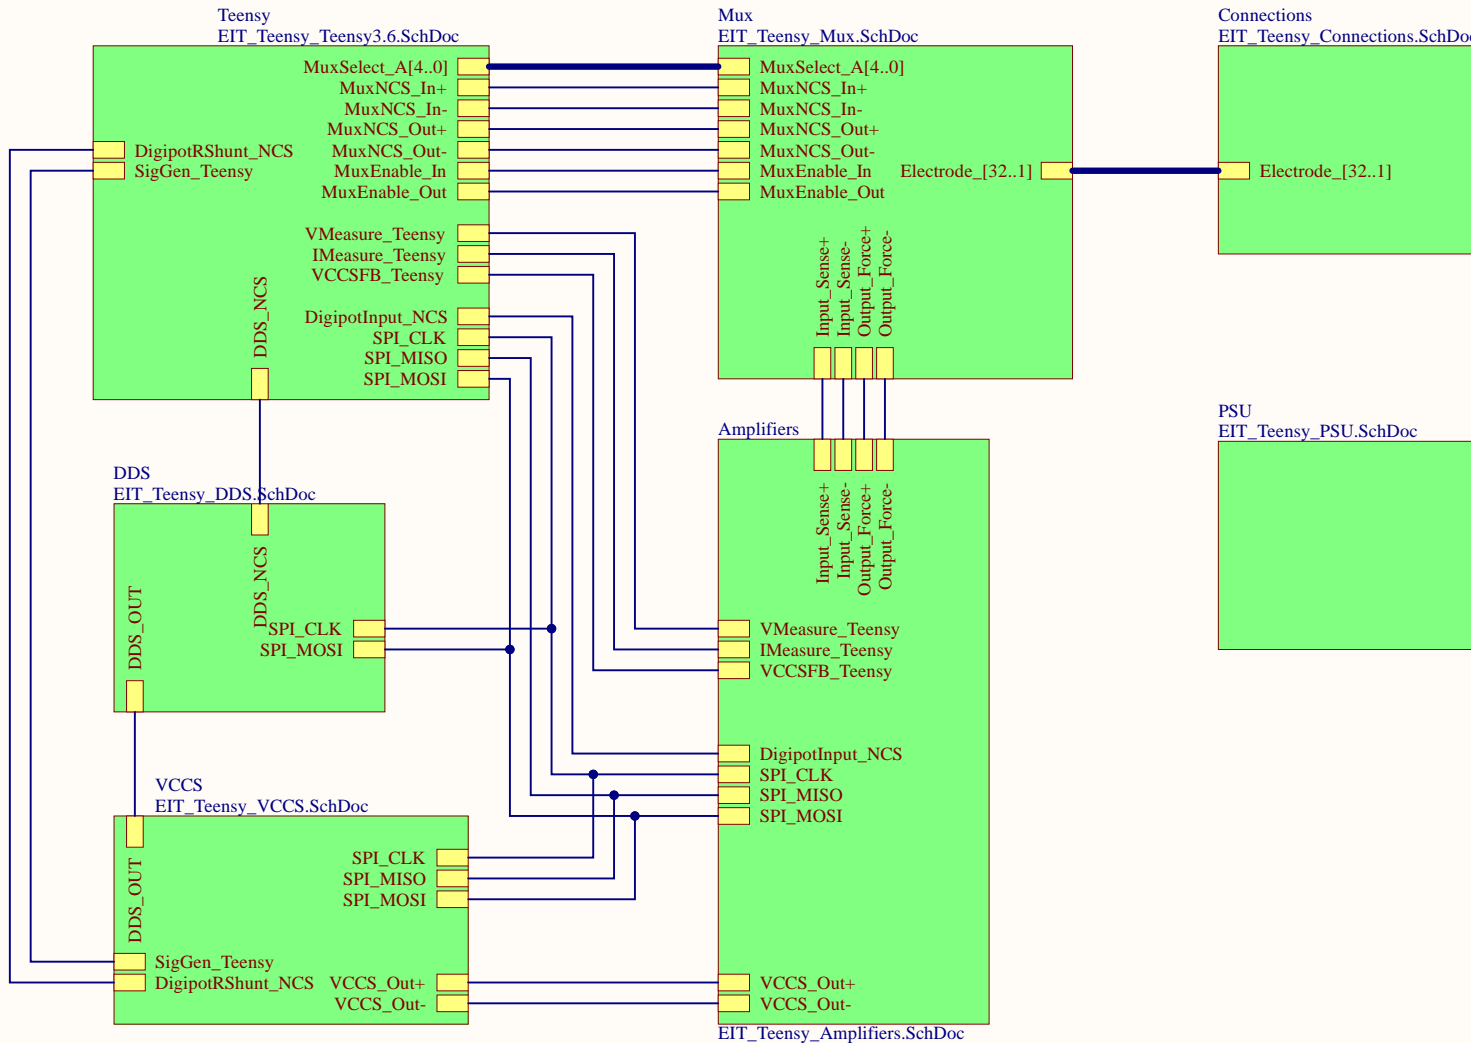 Teensy
EIT_Teensy_Teensy3.6.SchDoc
MuxSelect_A[4..0]
MuxNCS_In+
MuxNCS_In-
MuxNCS_Out+
MuxNCS_Out-
MuxEnable_In
MuxEnable_Out
DigipotRShunt_NCS
SigGen_Teensy
VMeasure_Teensy
IMeasure_Teensy
VCCSFB_Teensy
DDS_NCS
DigipotInput_NCS
SPI_CLK
SPI_MISO
SPI_MOSI
Mux
EIT_Teensy_Mux.SchDoc
MuxSelect_A[4..0]
MuxNCS_In+
MuxNCS_In-
MuxNCS_Out+
MuxNCS_Out-
MuxEnable_In
MuxEnable_Out
Electrode_[32..1]
Input_Sense+
Input_Sense-
Output_Force+
Output_Force-
Connections
EIT_Teensy_Connections.SchDoc
Electrode_[32..1]
PSU
EIT_Teensy_PSU.SchDoc
DDS
EIT_Teensy_DDS.SchDoc
DDS_NCS
DDS_OUT
SPI_CLK
SPI_MOSI
Amplifiers
Input_Sense+
Input_Sense-
Output_Force+
Output_Force-
VMeasure_Teensy
IMeasure_Teensy
VCCSFB_Teensy
DigipotInput_NCS
SPI_CLK
SPI_MISO
SPI_MOSI
VCCS_Out+
VCCS_Out-
EIT_Teensy_Amplifiers.SchDoc
VCCS
EIT_Teensy_VCCS.SchDoc
DDS_OUT
SPI_CLK
SPI_MISO
SPI_MOSI
SigGen_Teensy
DigipotRShunt_NCS
VCCS_Out+
VCCS_Out-